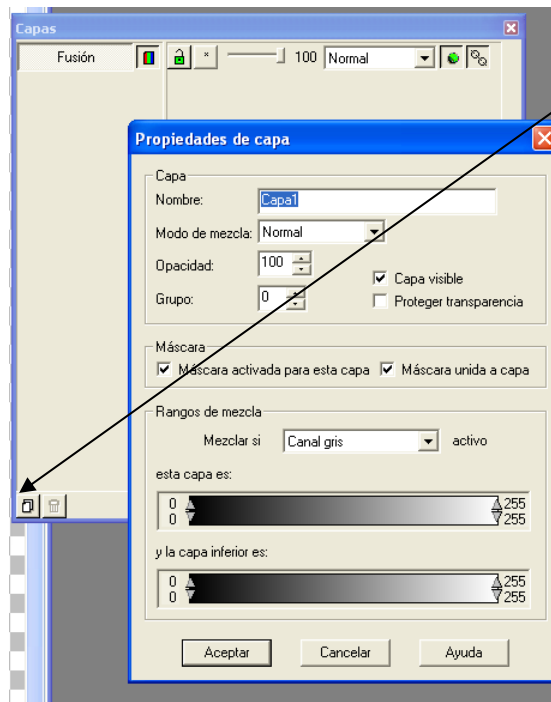 Capas
Fusión 100 Normal
Propiedades de capa
Capa
Nombre: Capa1
Modo de mezcla: Normal
Opacidad: 100
Capa visible
Grupo: 0 Proteger transparencia
Máscara
Máscara activada para esta capa Máscara unida a capa
Rangos de mezcla
Mezclar si Canal gris activo
esta capa es:
0 255
0 255
y la capa inferior es:
0 255
0 255
Aceptar Cancelar Ayuda